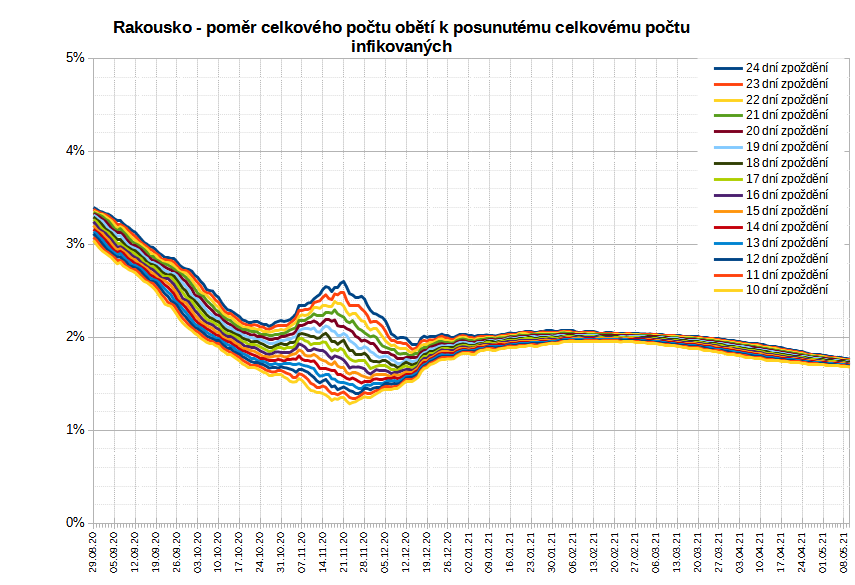 Rakousko - poměr celkového počtu obětí k posunutému celkovému počtu
infikovaných
5%
4%
3%
2%
1%
0%
24 dní zpoždění
23 dní zpoždění
22 dní zpoždění
21 dní zpoždění
20 dní zpoždění
19 dní zpoždění
18 dní zpoždění
17 dní zpoždění
16 dní zpoždění
15 dní zpoždění
14 dní zpoždění
13 dní zpoždění
12 dní zpoždění
11 dní zpoždění
10 dní zpoždění
29.08.20
05.09.20
12.09.20
19.09.20
26.09.20
03.10.20
10.10.20
17.10.20
24.10.20
31.10.20
07.11.20
14.11.20
21.11.20
28.11.20
05.12.20
12.12.20
19.12.20
26.12.20
02.01.21
09.01.21
16.01.21
23.01.21
30.01.21
06.02.21
13.02.21
20.02.21
27.02.21
06.03.21
13.03.21
20.03.21
27.03.21
03.04.21
10.04.21
17.04.21
24.04.21
01.05.21
08.05.21